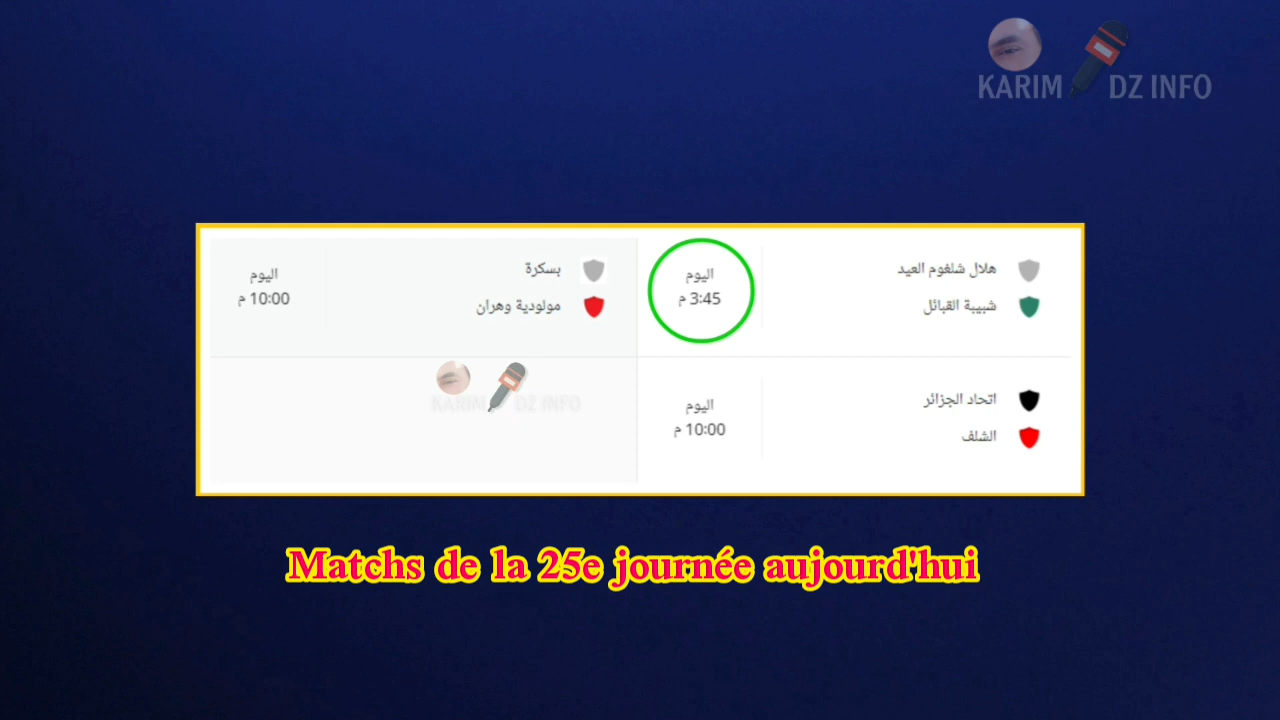 KARIM DZ INFO
هلال شلغوم العيد
شبيبة القبائل
اليوم
3:45 م
بسكرة
مولودية وهران
اليوم
10:00 م
اتحاد الجزائر
الشلف
اليوم
10:00 م
KARIM DZ INFO
Matchs de la 25e journée aujourd'hui